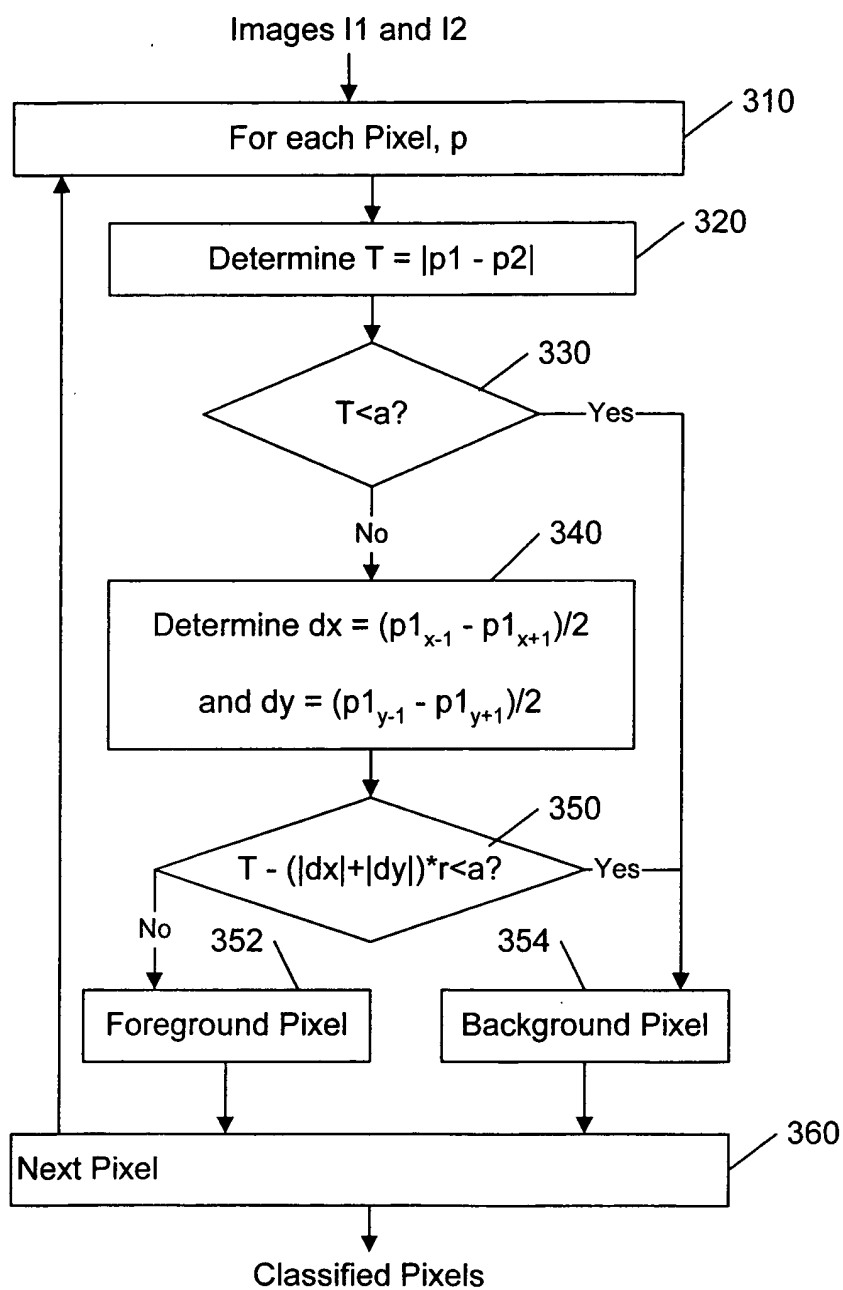 Images I1 and I2
310
For each Pixel, p
320
Determine T = |p1 - p2|
330
T<a?
Yes
No
340
Determine dx = (p1x-1 - p1x+1)/2
and dy = (p1y-1 - p1y+1)/2
350
T - (|dx|+|dy|)*r<a?
Yes
No
352
354
Foreground Pixel
Background Pixel
360
Next Pixel
Classified Pixels